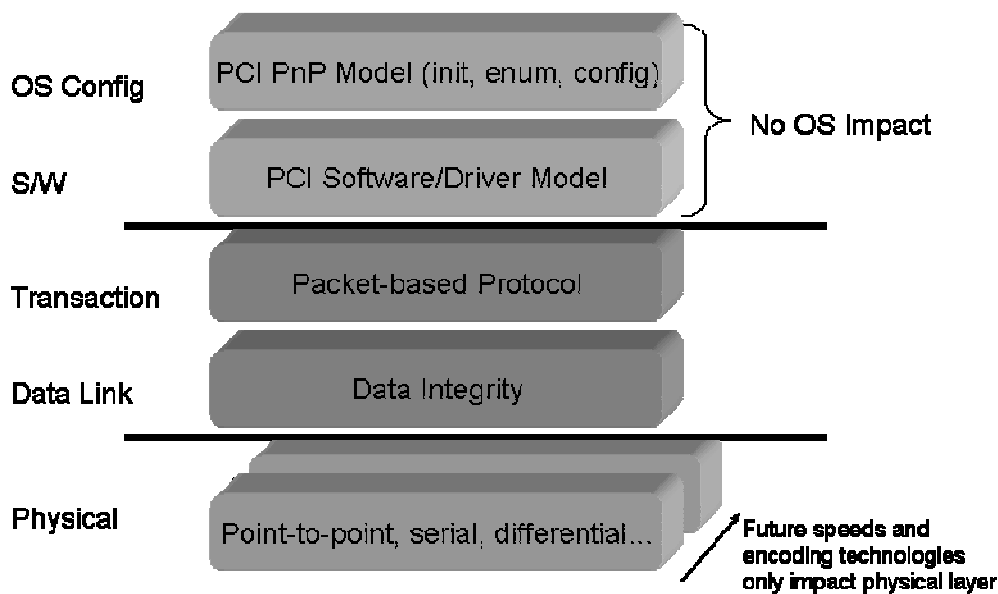 OS Config
PCI PnP Model (init, enum, config)
No OS Impact
S/W
PCI Software/Driver Model
Transaction
Packet-based Protocol
Data Link
Data Integrity
Physical
Point-to-point, serial, differential...
Future speeds and
encoding technologies
only impact physical layer